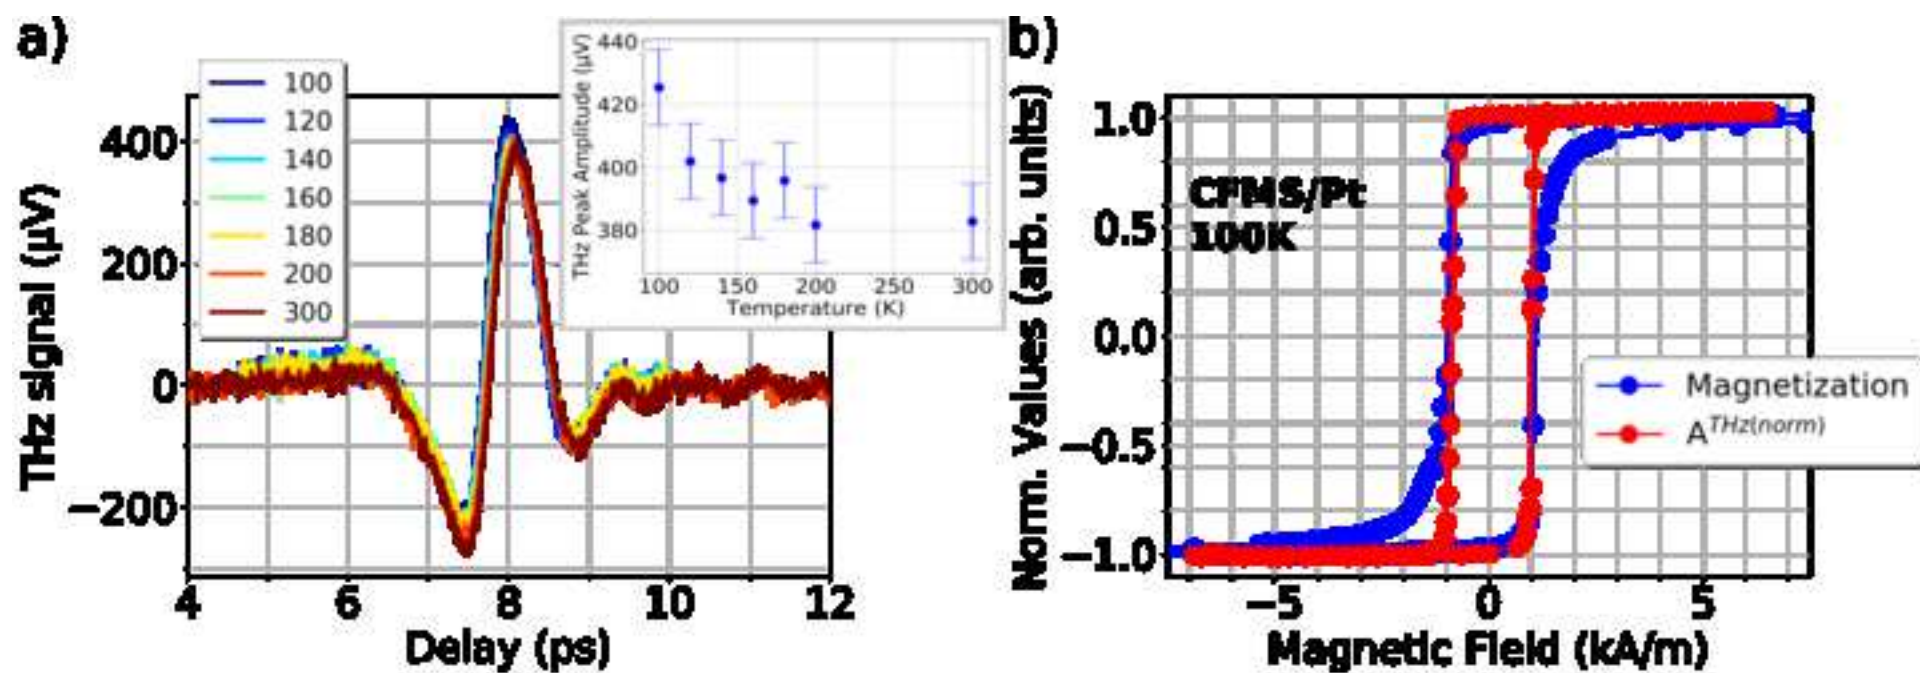 a)
100
120
140
160
180
200
300
THz signal (μV)
400
200
0
−200
4 6 8 10 12
Delay (ps)
THz Peak Amplitude (μV)
440
420
400
380
100 150 200 250 300
Temperature (K)
b)
Norm. Values (arb. units)
1.0
0.5
0.0
−0.5
−1.0
CFMS/Pt
100K
Magnetization
A^THz(norm)
−5 0 5
Magnetic Field (kA/m)